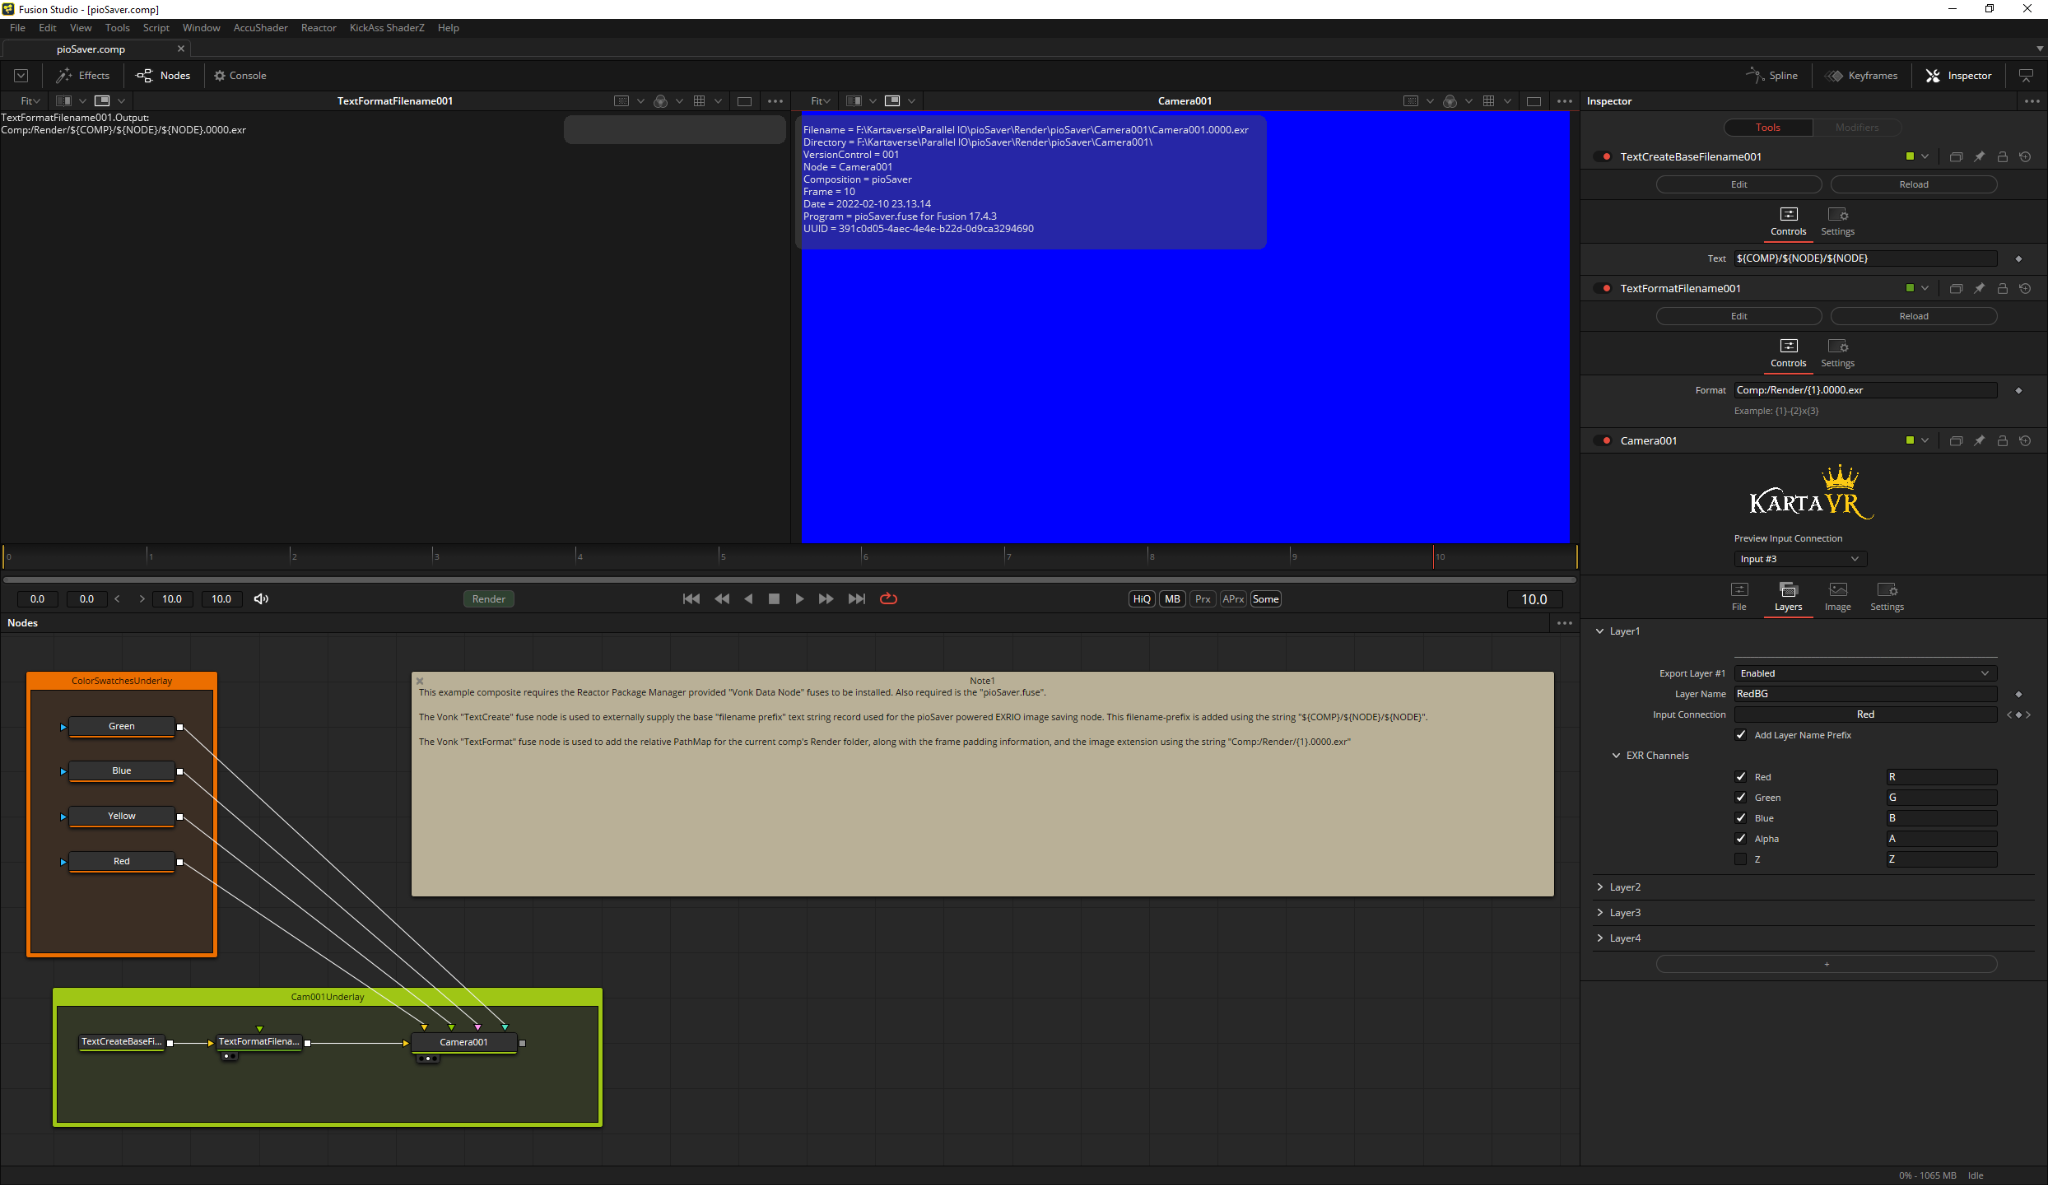 Fusion Studio - [pioSaver.comp]
File Edit View Tools Script Window AccuShader Reactor KickAss ShaderZ Help
pioSaver.comp
Effects Nodes Console Spline Keyframes Inspector
Fit TextFormatFilename001 Fit Camera001 Inspector
TextFormatFilename001.Output:
Comp:/Render/${COMP}/${NODE}/${NODE}.0000.exr
Filename = F:\Kartaverse\Parallel IO\pioSaver\Render\pioSaver\Camera001\Camera001.0000.exr
Directory = F:\Kartaverse\Parallel IO\pioSaver\Render\pioSaver\Camera001\
VersionControl = 001
Node = Camera001
Composition = pioSaver
Frame = 10
Date = 2022-02-10 23.13.14
Program = pioSaver.fuse for Fusion 17.4.3
UUID = 391c0d05-4aec-4e4e-b22d-0d9ca3294690
0 1 2 3 4 5 6 7 8 9 10
0.0 0.0 < > 10.0 10.0 Render HiQ MB Prx APrx Some 10.0
Nodes
ColorSwatchesUnderlay
Green
Blue
Yellow
Red
Note1
This example composite requires the Reactor Package Manager provided "Vonk Data Node" fuses to be installed. Also required is the "pioSaver.fuse".
The Vonk "TextCreate" fuse node is used to externally supply the base "filename prefix" text string record used for the pioSaver powered EXRIO image saving node. This filename-prefix is added using the string "${COMP}/${NODE}/${NODE}".
The Vonk "TextFormat" fuse node is used to add the relative PathMap for the current comp's Render folder, along with the frame padding information, and the image extension using the string "Comp:/Render/{1}.0000.exr"
Cam001Underlay
TextCreateBaseFi... TextFormatFilena... Camera001
Tools Modifiers
TextCreateBaseFilename001
Edit Reload
Controls Settings
Text ${COMP}/${NODE}/${NODE}
TextFormatFilename001
Edit Reload
Controls Settings
Format Comp:/Render/{1}.0000.exr
Example: {1}-{2}x{3}
Camera001
KARTAVR
Preview Input Connection
Input #3
File Layers Image Settings
Layer1
Export Layer #1 Enabled
Layer Name RedBG
Input Connection Red
Add Layer Name Prefix
EXR Channels
Red R
Green G
Blue B
Alpha A
Z Z
Layer2
Layer3
Layer4
+
0% - 1065 MB Idle